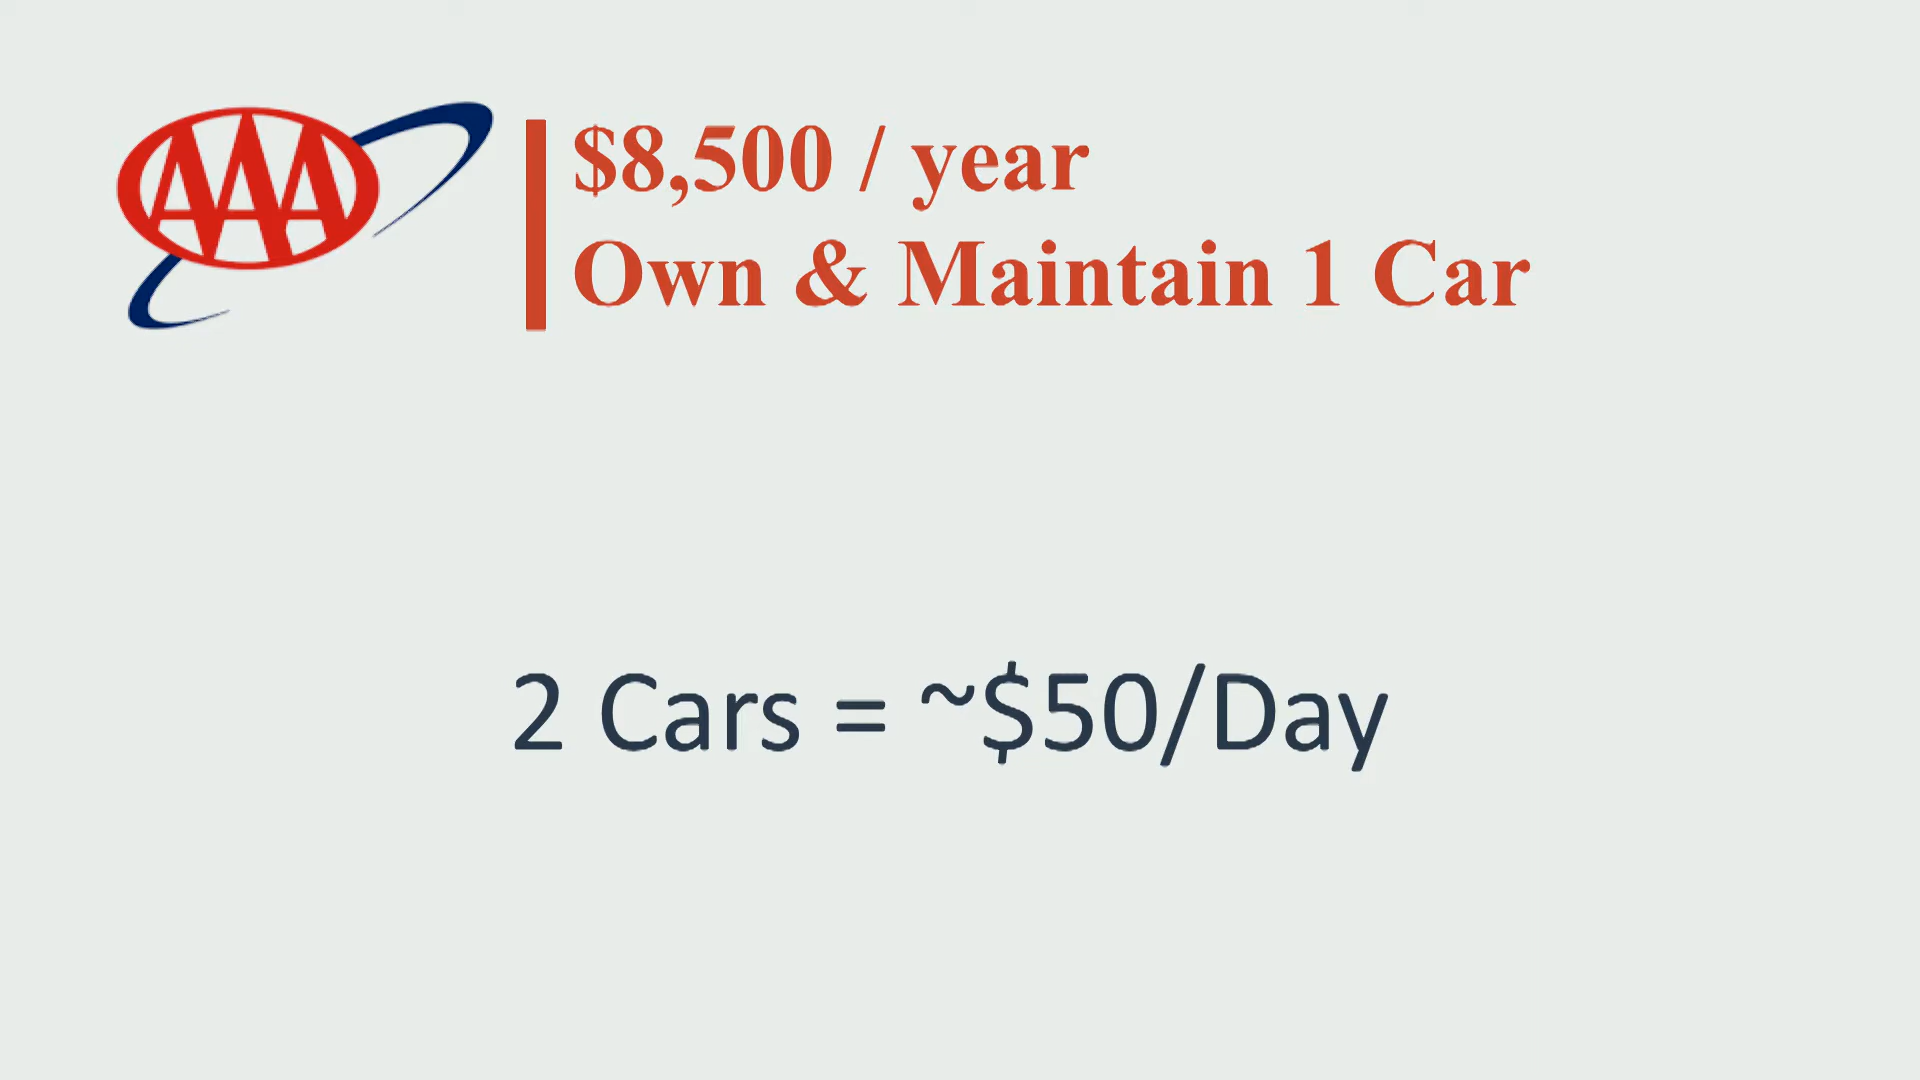 AAA
$8,500 / year
Own & Maintain 1 Car
2 Cars = ~$50/Day